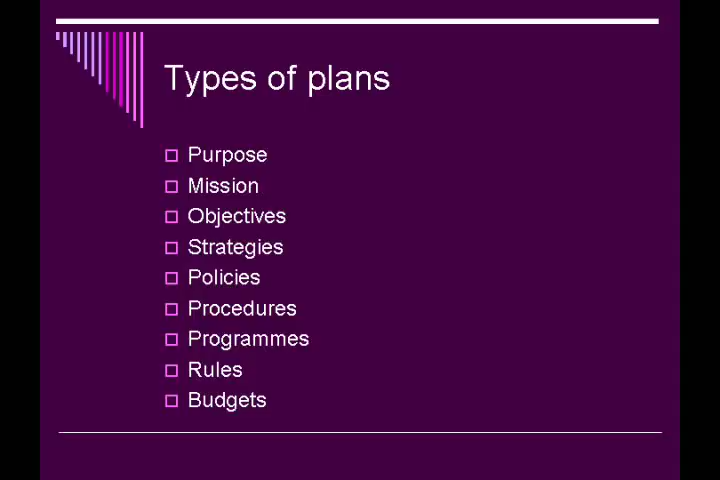 Types of plans
Purpose
Mission
Objectives
Strategies
Policies
Procedures
Programmes
Rules
Budgets